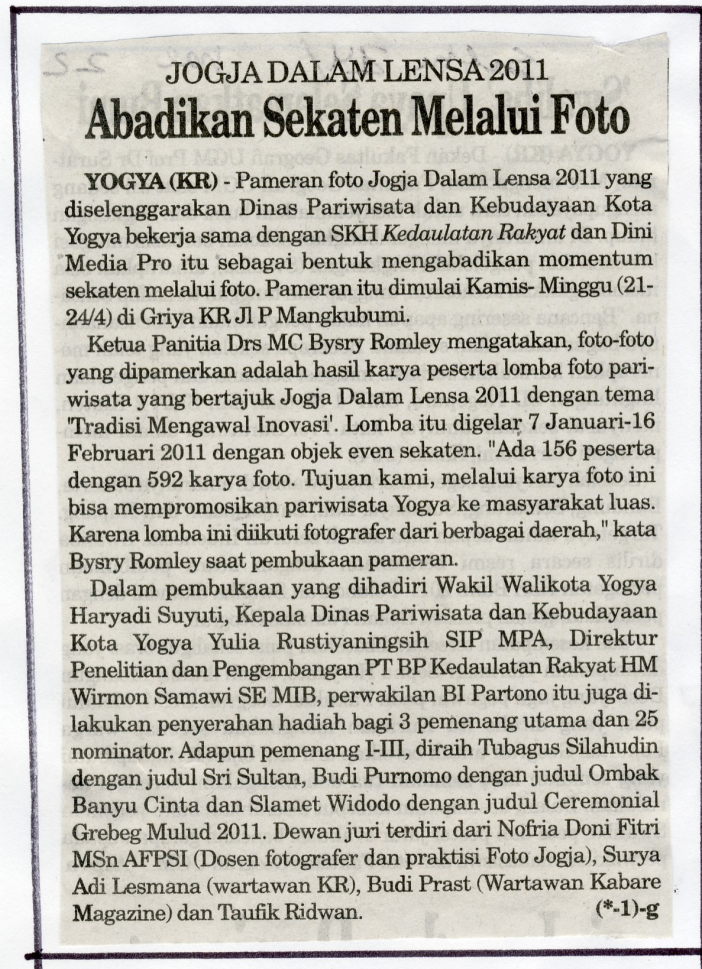 JOGJA DALAM LENSA 2011
Abadikan Sekaten Melalui Foto
YOGYA (KR) - Pameran foto Jogja Dalam Lensa 2011 yang
diselenggarakan Dinas Pariwisata dan Kebudayaan Kota
Yogya bekerja sama dengan SKH Kedaulatan Rakyat dan Dini
Media Pro itu sebagai bentuk mengabadikan momentum
sekaten melalui foto. Pameran itu dimulai Kamis- Minggu (21-
24/4) di Griya KR Jl P Mangkubumi.
Ketua Panitia Drs MC Bysry Romley mengatakan, foto-foto
yang dipamerkan adalah hasil karya peserta lomba foto pari-
wisata yang bertajuk Jogja Dalam Lensa 2011 dengan tema
'Tradisi Mengawal Inovasi'. Lomba itu digelar 7 Januari-16
Februari 2011 dengan objek even sekaten. "Ada 156 peserta
dengan 592 karya foto. Tujuan kami, melalui karya foto ini
bisa mempromosikan pariwisata Yogya ke masyarakat luas.
Karena lomba ini diikuti fotografer dari berbagai daerah," kata
Bysry Romley saat pembukaan pameran.
Dalam pembukaan yang dihadiri Wakil Walikota Yogya
Haryadi Suyuti, Kepala Dinas Pariwisata dan Kebudayaan
Kota Yogya Yulia Rustiyaningsih SIP MPA, Direktur
Penelitian dan Pengembangan PT BP Kedaulatan Rakyat HM
Wirmon Samawi SE MIB, perwakilan BI Partono itu juga di-
lakukan penyerahan hadiah bagi 3 pemenang utama dan 25
nominator. Adapun pemenang I-III, diraih Tubagus Silahudin
dengan judul Sri Sultan, Budi Purnomo dengan judul Ombak
Banyu Cinta dan Slamet Widodo dengan judul Ceremonial
Grebeg Mulud 2011. Dewan juri terdiri dari Nofria Doni Fitri
MSn AFPSI (Dosen fotografer dan praktisi Foto Jogja), Surya
Adi Lesmana (wartawan KR), Budi Prast (Wartawan Kabare
Magazine) dan Taufik Ridwan. (*-1)-g